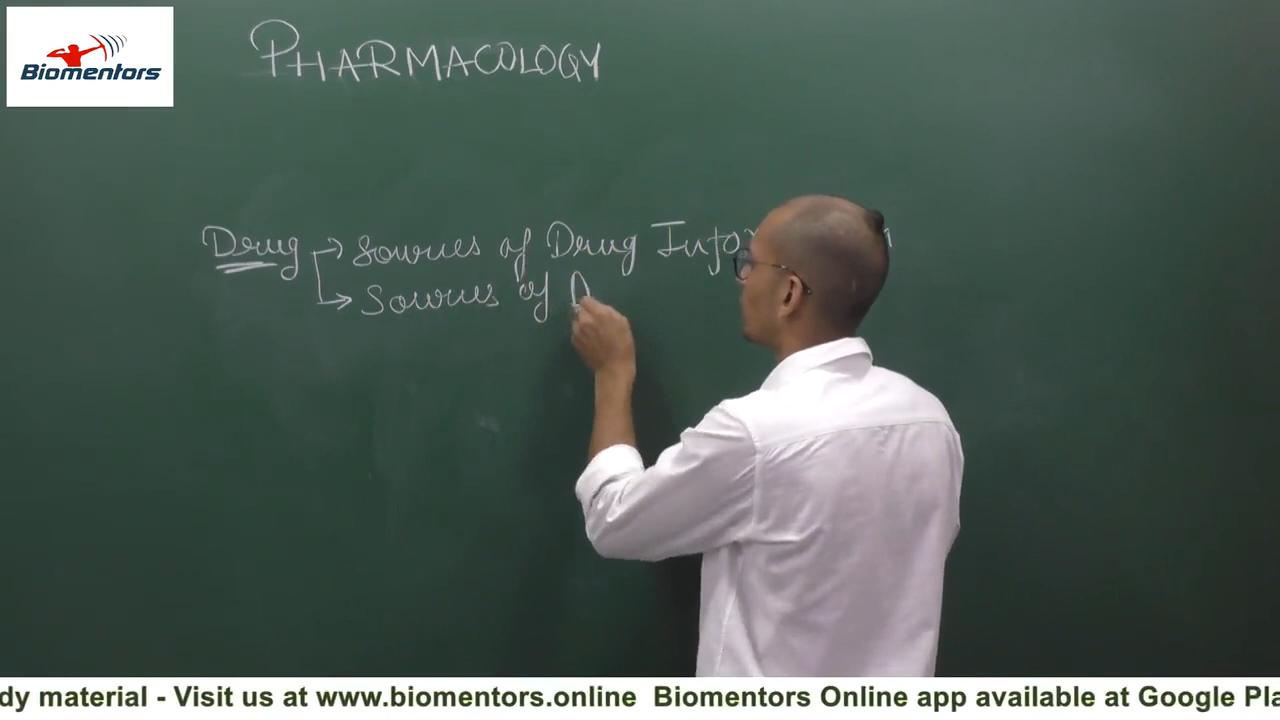 Biomentors
PHARMACOLOGY
Drug → Sources of Drug Info
→ Sources of D
dy material - Visit us at www.biomentors.online Biomentors Online app available at Google Pla